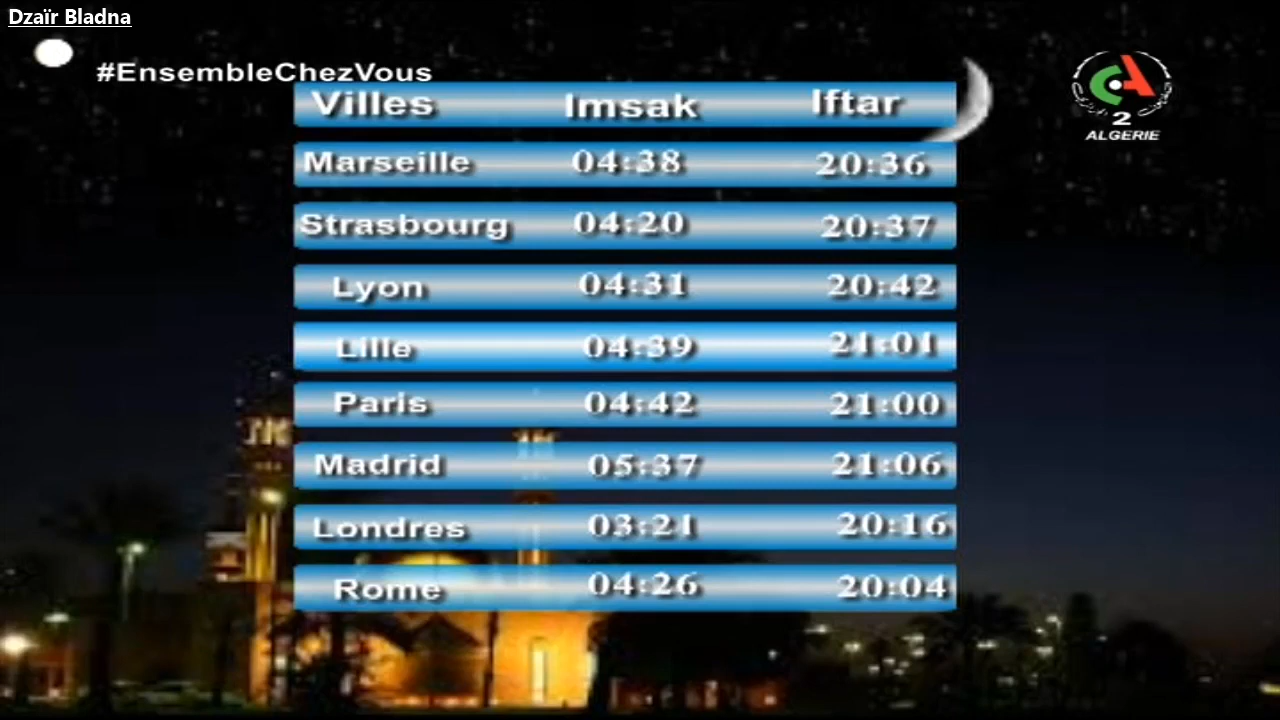 Dzaïr Bladna
#EnsembleChezVous
Villes Imsak Iftar
Marseille 04:38 20:36
Strasbourg 04:20 20:37
Lyon 04:31 20:42
Lille 04:39 21:01
Paris 04:42 21:00
Madrid 05:37 21:06
Londres 03:21 20:16
Rome 04:26 20:04
2
ALGERIE